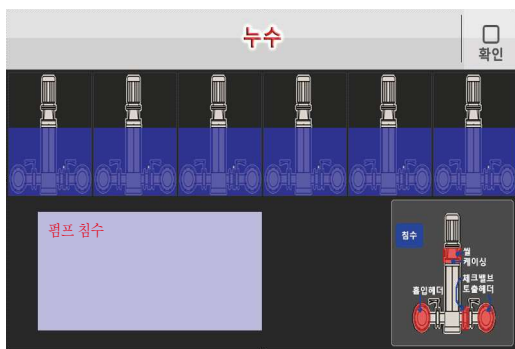 누수
확인
펌프 침수
침수
씰
케이싱
체크밸브
흡입헤더 토출헤더